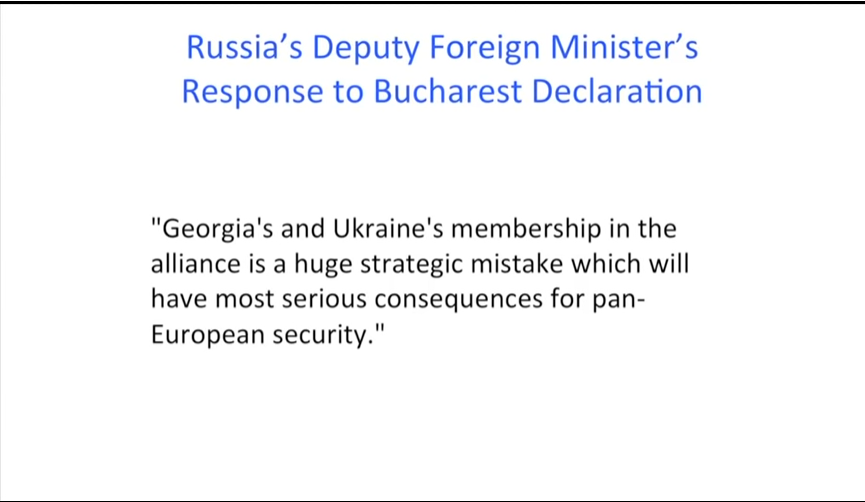 Russia’s Deputy Foreign Minister’s
Response to Bucharest Declaration
"Georgia's and Ukraine's membership in the
alliance is a huge strategic mistake which will
have most serious consequences for pan-
European security."